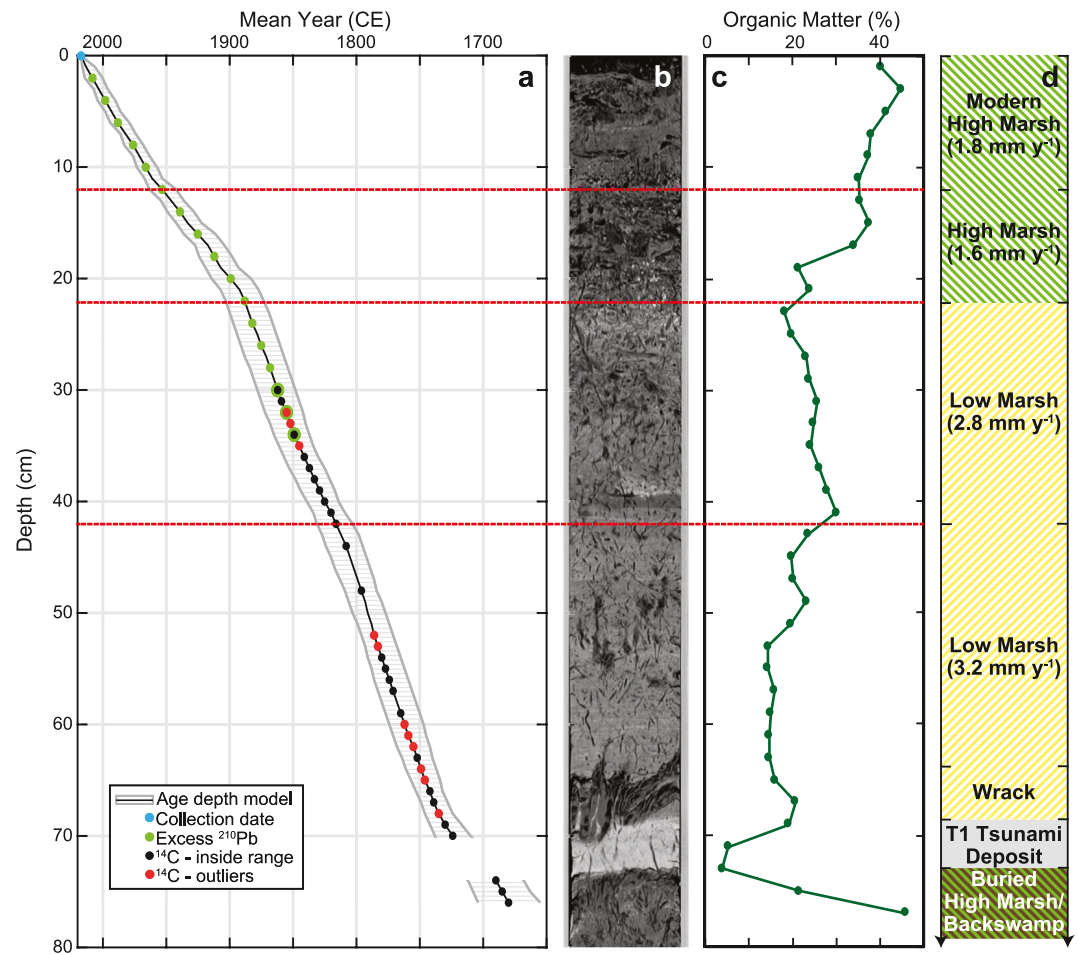 Mean Year (CE)
Organic Matter (%)
2000
1900
1800
1700
0
20
40
a
b
c
d
Depth (cm)
0
10
20
30
40
50
60
70
80
Age depth model
Collection date
Excess ²¹⁰Pb
¹⁴C - inside range
¹⁴C - outliers
Modern
High Marsh
(1.8 mm y⁻¹)
High Marsh
(1.6 mm y⁻¹)
Low Marsh
(2.8 mm y⁻¹)
Low Marsh
(3.2 mm y⁻¹)
Wrack
T1 Tsunami
Deposit
Buried
High Marsh/
Backswamp